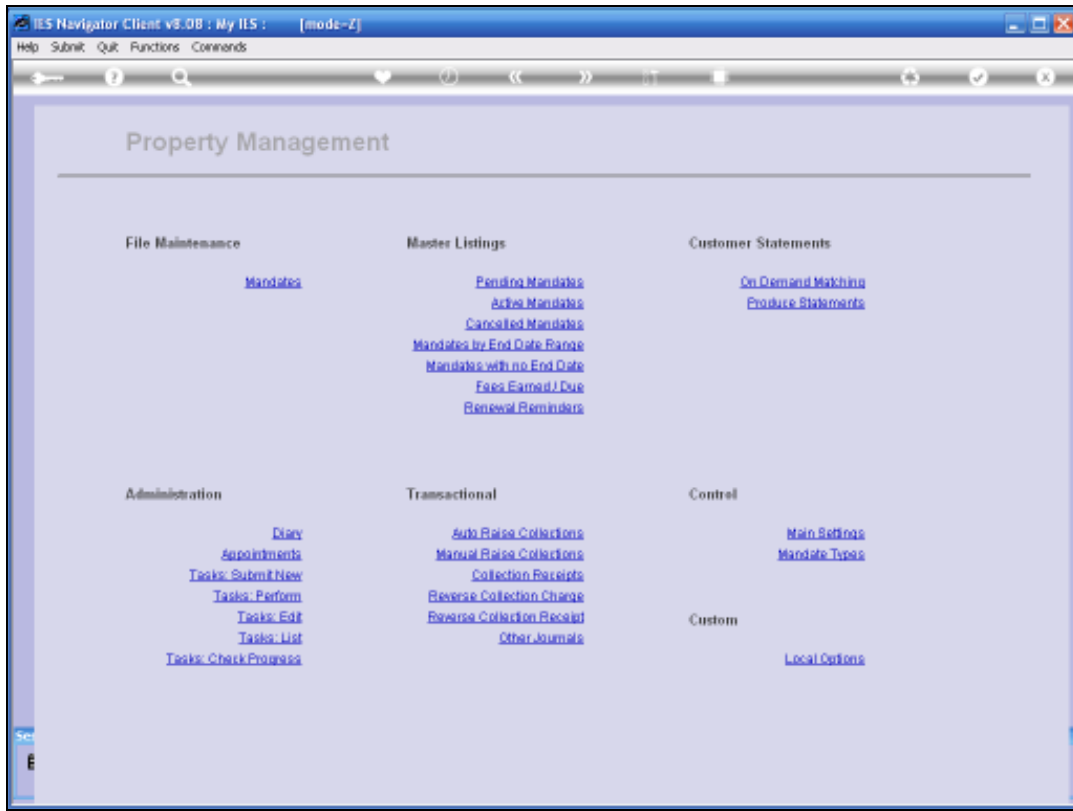 IES Navigator Client v8.08 : My IES : [mode=Z]
Help Submit Quit Functions Commands
Property Management
File Maintenance
Mandates
Master Listings
Pending Mandates
Active Mandates
Cancelled Mandates
Mandates by End Date Range
Mandates with no End Date
Fees Earned / Due
Renewal Reminders
Customer Statements
On Demand Matching
Produce Statements
Administration
Diary
Appointments
Tasks: Submit New
Tasks: Perform
Tasks: Edit
Tasks: List
Tasks: Check Progress
Transactional
Auto Raise Collections
Manual Raise Collections
Collection Receipts
Reverse Collection Charge
Reverse Collection Receipt
Other Journals
Control
Main Settings
Mandate Types
Custom
Local Options